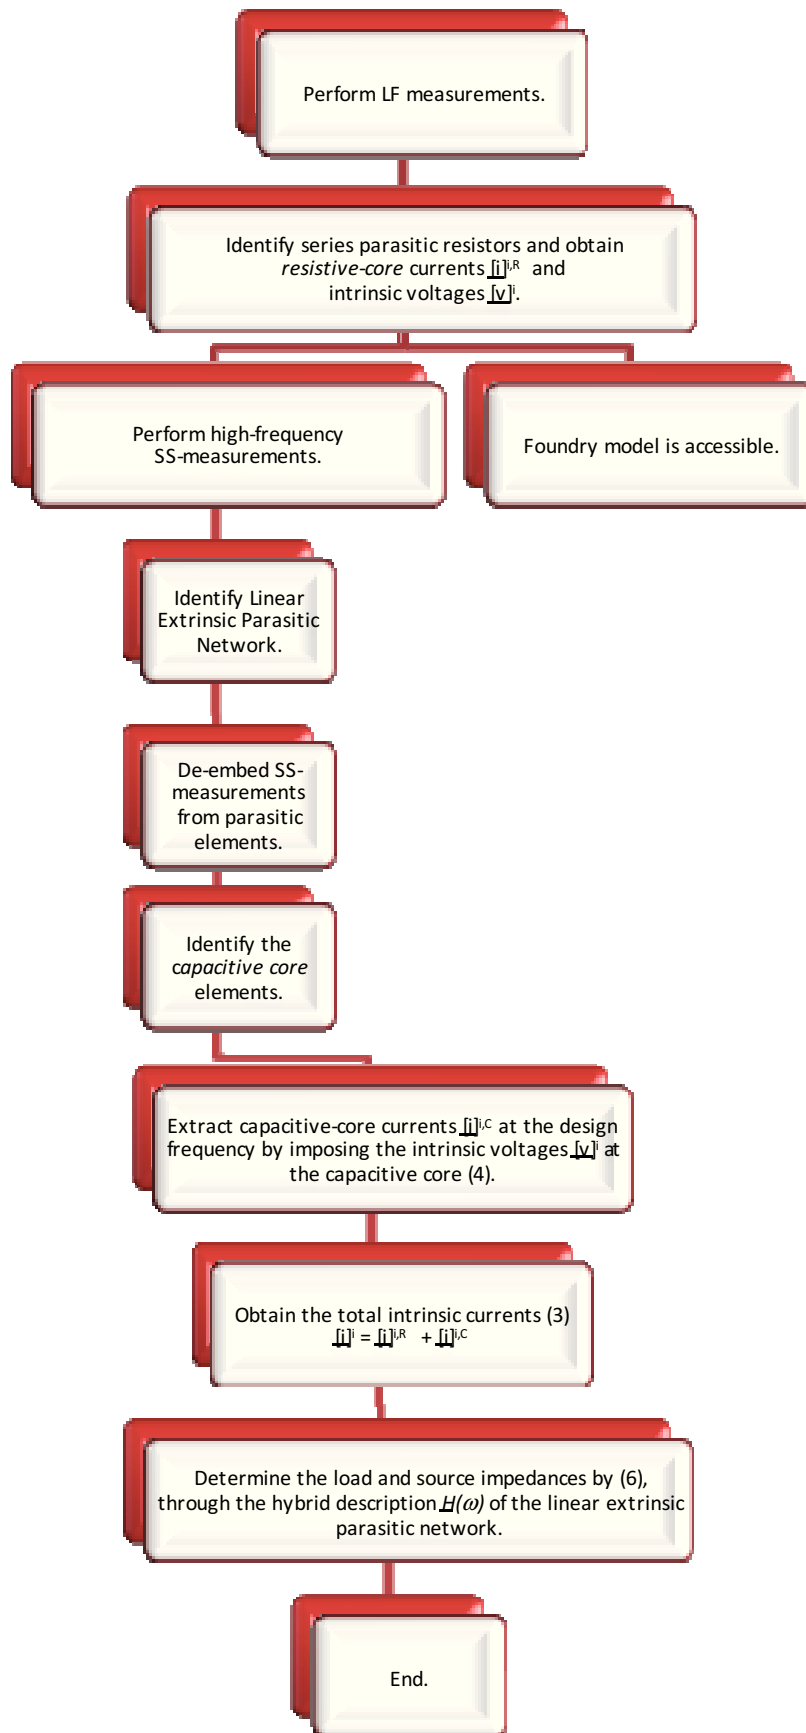 Perform LF measurements.
Identify series parasitic resistors and obtain
resistive-core currents [i]i,R and
intrinsic voltages [v]i.
Perform high-frequency
SS-measurements.
Foundry model is accessible.
Identify Linear
Extrinsic Parasitic
Network.
De-embed SS-
measurements
from parasitic
elements.
Identify the
capacitive core
elements.
Extract capacitive-core currents [i]i,C at the design
frequency by imposing the intrinsic voltages [v]i at
the capacitive core (4).
Obtain the total intrinsic currents (3)
[i]i = [i]i,R + [i]i,C
Determine the load and source impedances by (6),
through the hybrid description H(ω) of the linear extrinsic
parasitic network.
End.